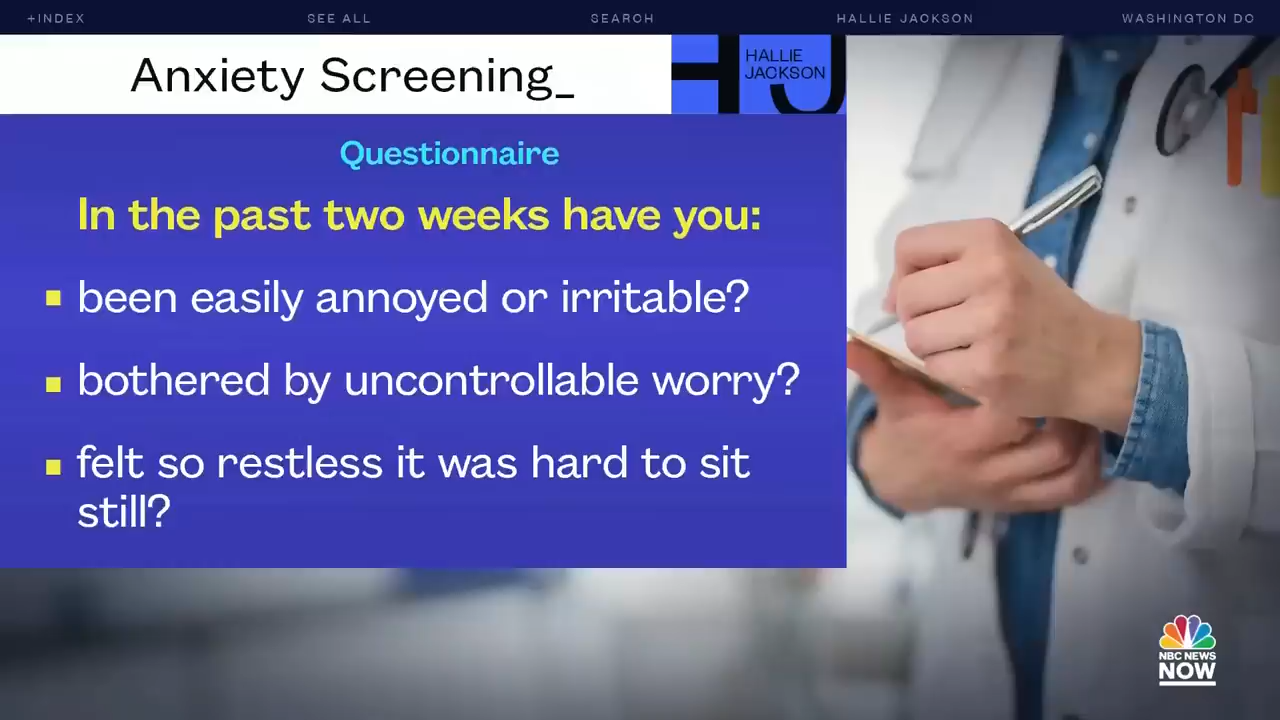 +INDEX SEE ALL SEARCH HALLIE JACKSON WASHINGTON DC
Anxiety Screening_
HALLIE
JACKSON
HJ
Questionnaire
In the past two weeks have you:
been easily annoyed or irritable?
bothered by uncontrollable worry?
felt so restless it was hard to sit
still?
NBC NEWS
NOW